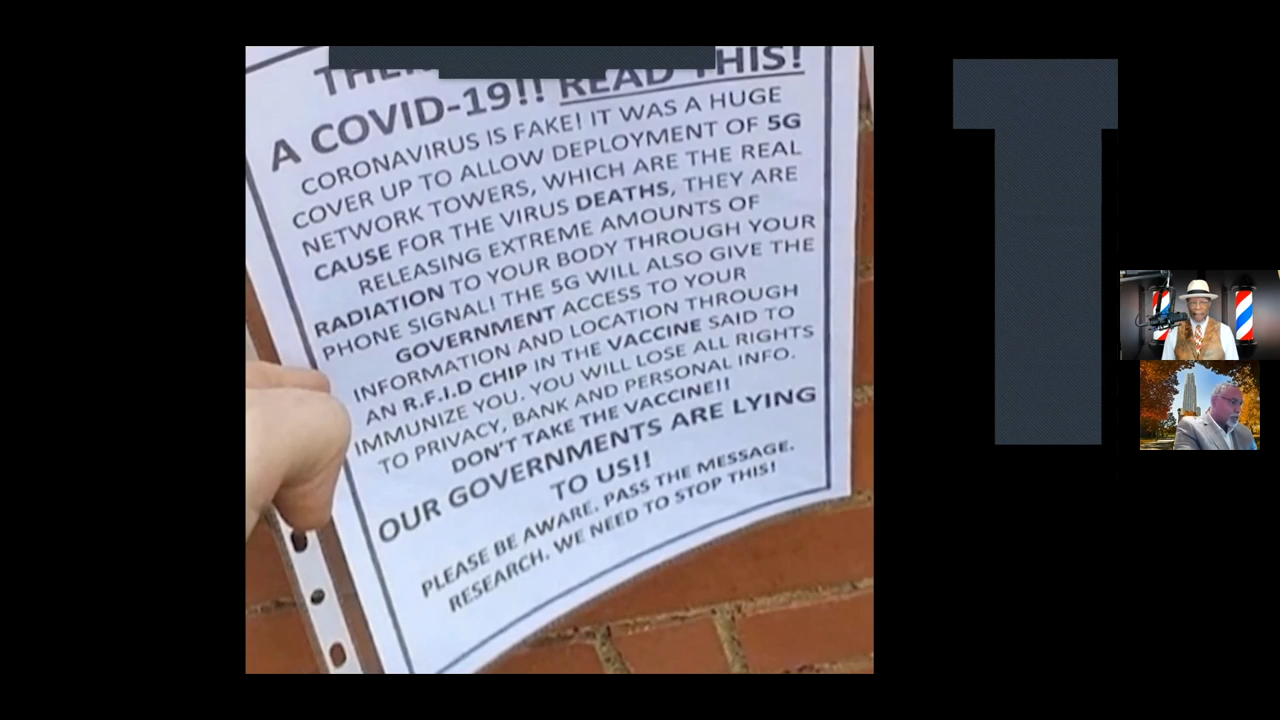 A COVID-19!! READ THIS!
CORONAVIRUS IS FAKE! IT WAS A HUGE
COVER UP TO ALLOW DEPLOYMENT OF 5G
NETWORK TOWERS, WHICH ARE THE REAL
CAUSE FOR THE VIRUS DEATHS, THEY ARE
RELEASING EXTREME AMOUNTS OF
RADIATION TO YOUR BODY THROUGH YOUR
PHONE SIGNAL! THE 5G WILL ALSO GIVE THE
GOVERNMENT ACCESS TO YOUR
INFORMATION AND LOCATION THROUGH
AN R.F.I.D CHIP IN THE VACCINE SAID TO
IMMUNIZE YOU. YOU WILL LOSE ALL RIGHTS
TO PRIVACY, BANK AND PERSONAL INFO.
DON'T TAKE THE VACCINE!!
OUR GOVERNMENTS ARE LYING
TO US!!
PLEASE BE AWARE. PASS THE MESSAGE.
RESEARCH. WE NEED TO STOP THIS!